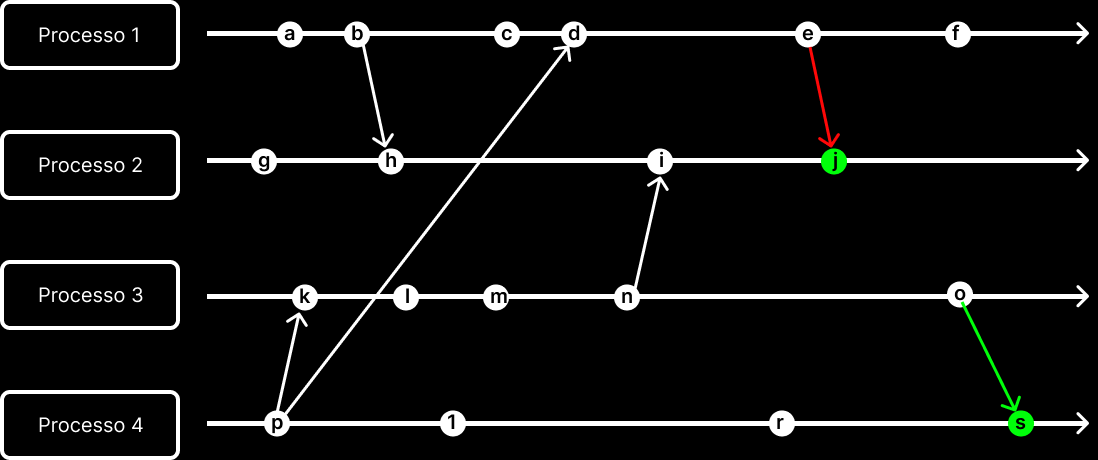 Processo 1 a b c d e f
Processo 2 g h i j
Processo 3 k l m n o
Processo 4 p 1 r s